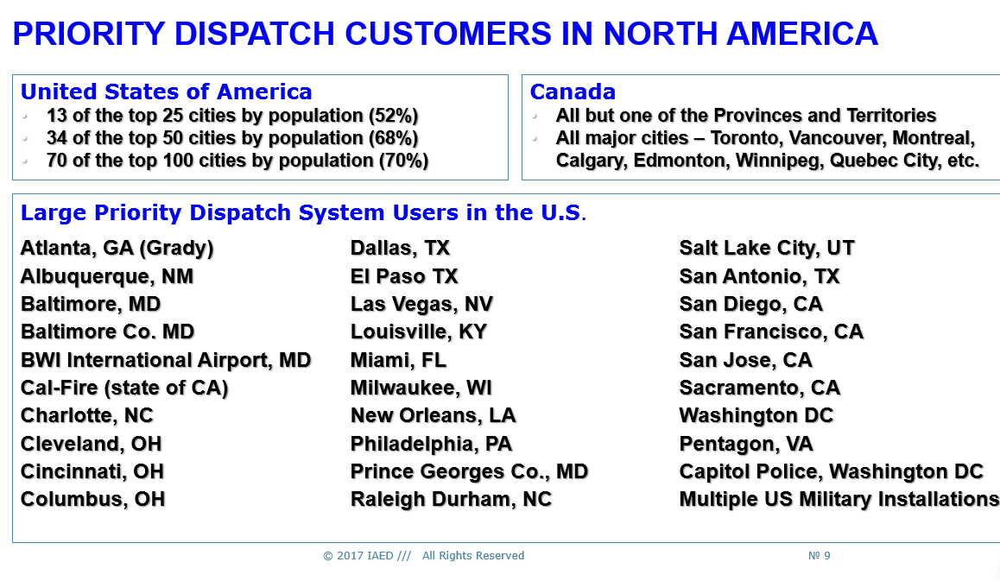 PRIORITY DISPATCH CUSTOMERS IN NORTH AMERICA
United States of America
• 13 of the top 25 cities by population (52%)
• 34 of the top 50 cities by population (68%)
• 70 of the top 100 cities by population (70%)
Canada
• All but one of the Provinces and Territories
• All major cities – Toronto, Vancouver, Montreal,
Calgary, Edmonton, Winnipeg, Quebec City, etc.
Large Priority Dispatch System Users in the U.S.
Atlanta, GA (Grady)
Albuquerque, NM
Baltimore, MD
Baltimore Co. MD
BWI International Airport, MD
Cal-Fire (state of CA)
Charlotte, NC
Cleveland, OH
Cincinnati, OH
Columbus, OH
Dallas, TX
El Paso TX
Las Vegas, NV
Louisville, KY
Miami, FL
Milwaukee, WI
New Orleans, LA
Philadelphia, PA
Prince Georges Co., MD
Raleigh Durham, NC
Salt Lake City, UT
San Antonio, TX
San Diego, CA
San Francisco, CA
San Jose, CA
Sacramento, CA
Washington DC
Pentagon, VA
Capitol Police, Washington DC
Multiple US Military Installations
© 2017 IAED /// All Rights Reserved
№ 9